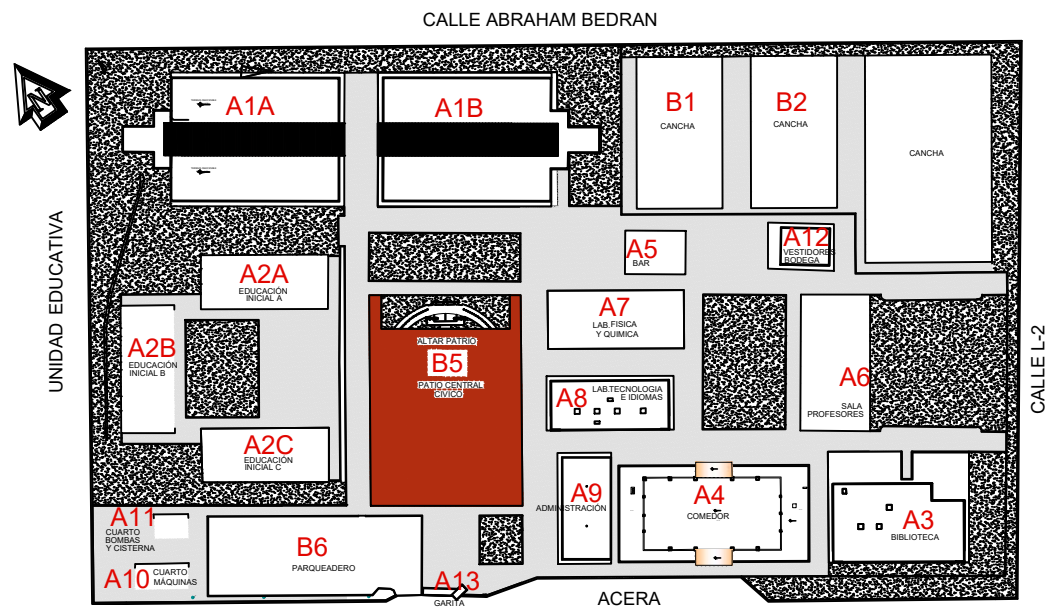 CALLE ABRAHAM BEDRAN
N
A1A
A1B
B1
CANCHA
B2
CANCHA
CANCHA
UNIDAD EDUCATIVA
A2A
EDUCACIÓN
INICIAL A
A5
BAR
A12
VESTIDORES
BODEGA
A2B
EDUCACIÓN
INICIAL B
ALTAR PATRIO
B5
PATIO CENTRAL
CIVICO
A7
LAB. FISICA
Y QUIMICA
A8
LAB.TECNOLOGIA
E IDIOMAS
A6
SALA
PROFESORES
CALLE L-2
A2C
EDUCACIÓN
INICIAL C
A9
ADMINISTRACIÓN
A4
COMEDOR
A3
BIBLIOTECA
A11
CUARTO
BOMBAS
Y CISTERNA
A10
CUARTO
MÁQUINAS
B6
PARQUEADERO
A13
GARITA
ACERA